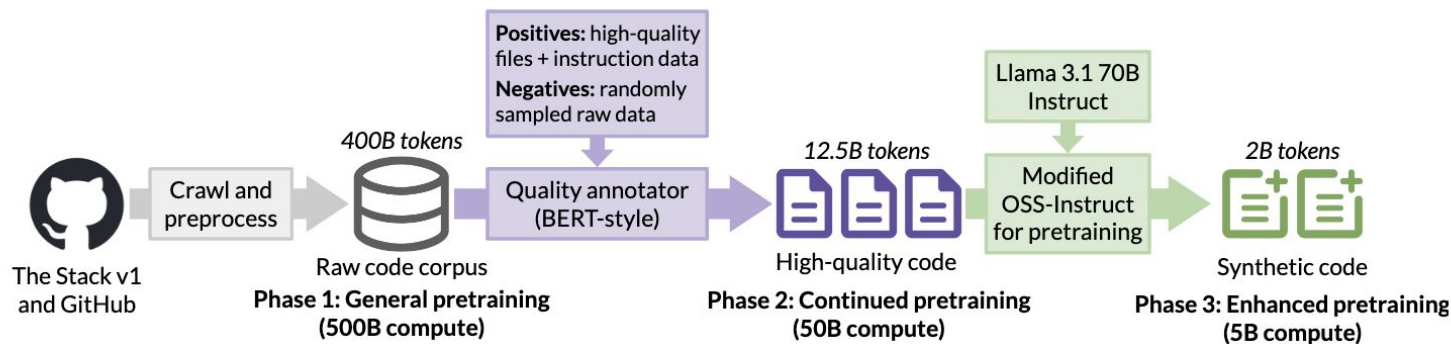 Positives: high-quality
files + instruction data
Negatives: randomly
sampled raw data
Llama 3.1 70B
Instruct
400B tokens
12.5B tokens
2B tokens
Crawl and
preprocess
Quality annotator
(BERT-style)
Modified
OSS-Instruct
for pretraining
The Stack v1
and GitHub
Raw code corpus
High-quality code
Synthetic code
Phase 1: General pretraining
(500B compute)
Phase 2: Continued pretraining
(50B compute)
Phase 3: Enhanced pretraining
(5B compute)